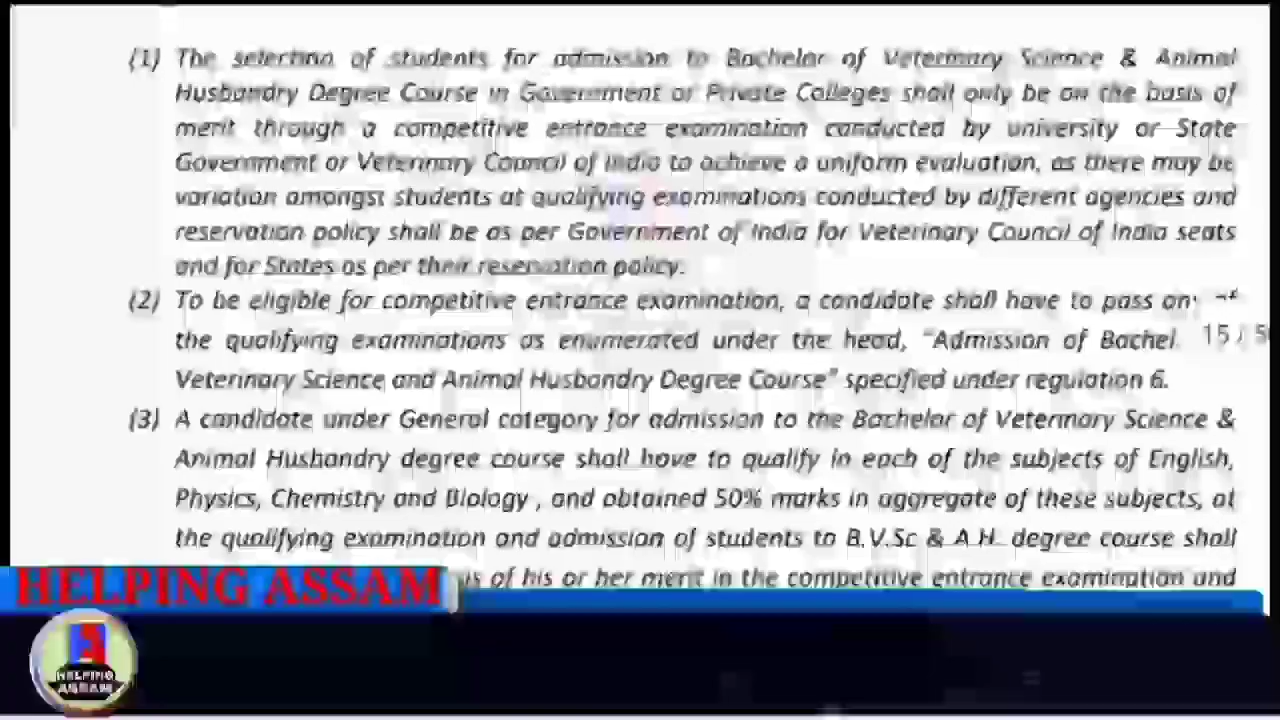 (1) The selection of students for admission to Bachelor of Veterinary Science & Animal
Husbandry Degree Course in Government or Private Colleges shall only be on the basis of
merit through a competitive entrance examination conducted by university or State
Government or Veterinary Council of India to achieve a uniform evaluation, as there may be
variation amongst students at qualifying examinations conducted by different agencies and
reservation policy shall be as per Government of India for Veterinary Council of India seats
and for States as per their reservation policy.
(2) To be eligible for competitive entrance examination, a candidate shall have to pass any of
the qualifying examinations as enumerated under the head, "Admission of Bachel
15 / 5
Veterinary Science and Animal Husbandry Degree Course" specified under regulation 6.
(3) A candidate under General category for admission to the Bachelor of Veterinary Science &
Animal Husbandry degree course shall have to qualify in each of the subjects of English,
Physics, Chemistry and Biology , and obtained 50% marks in aggregate of these subjects, at
the qualifying examination and admission of students to B.V.Sc & A.H. degree course shall
of his or her merit in the competitive entrance examination and
HELPING ASSAM
HELPING
ASSAM